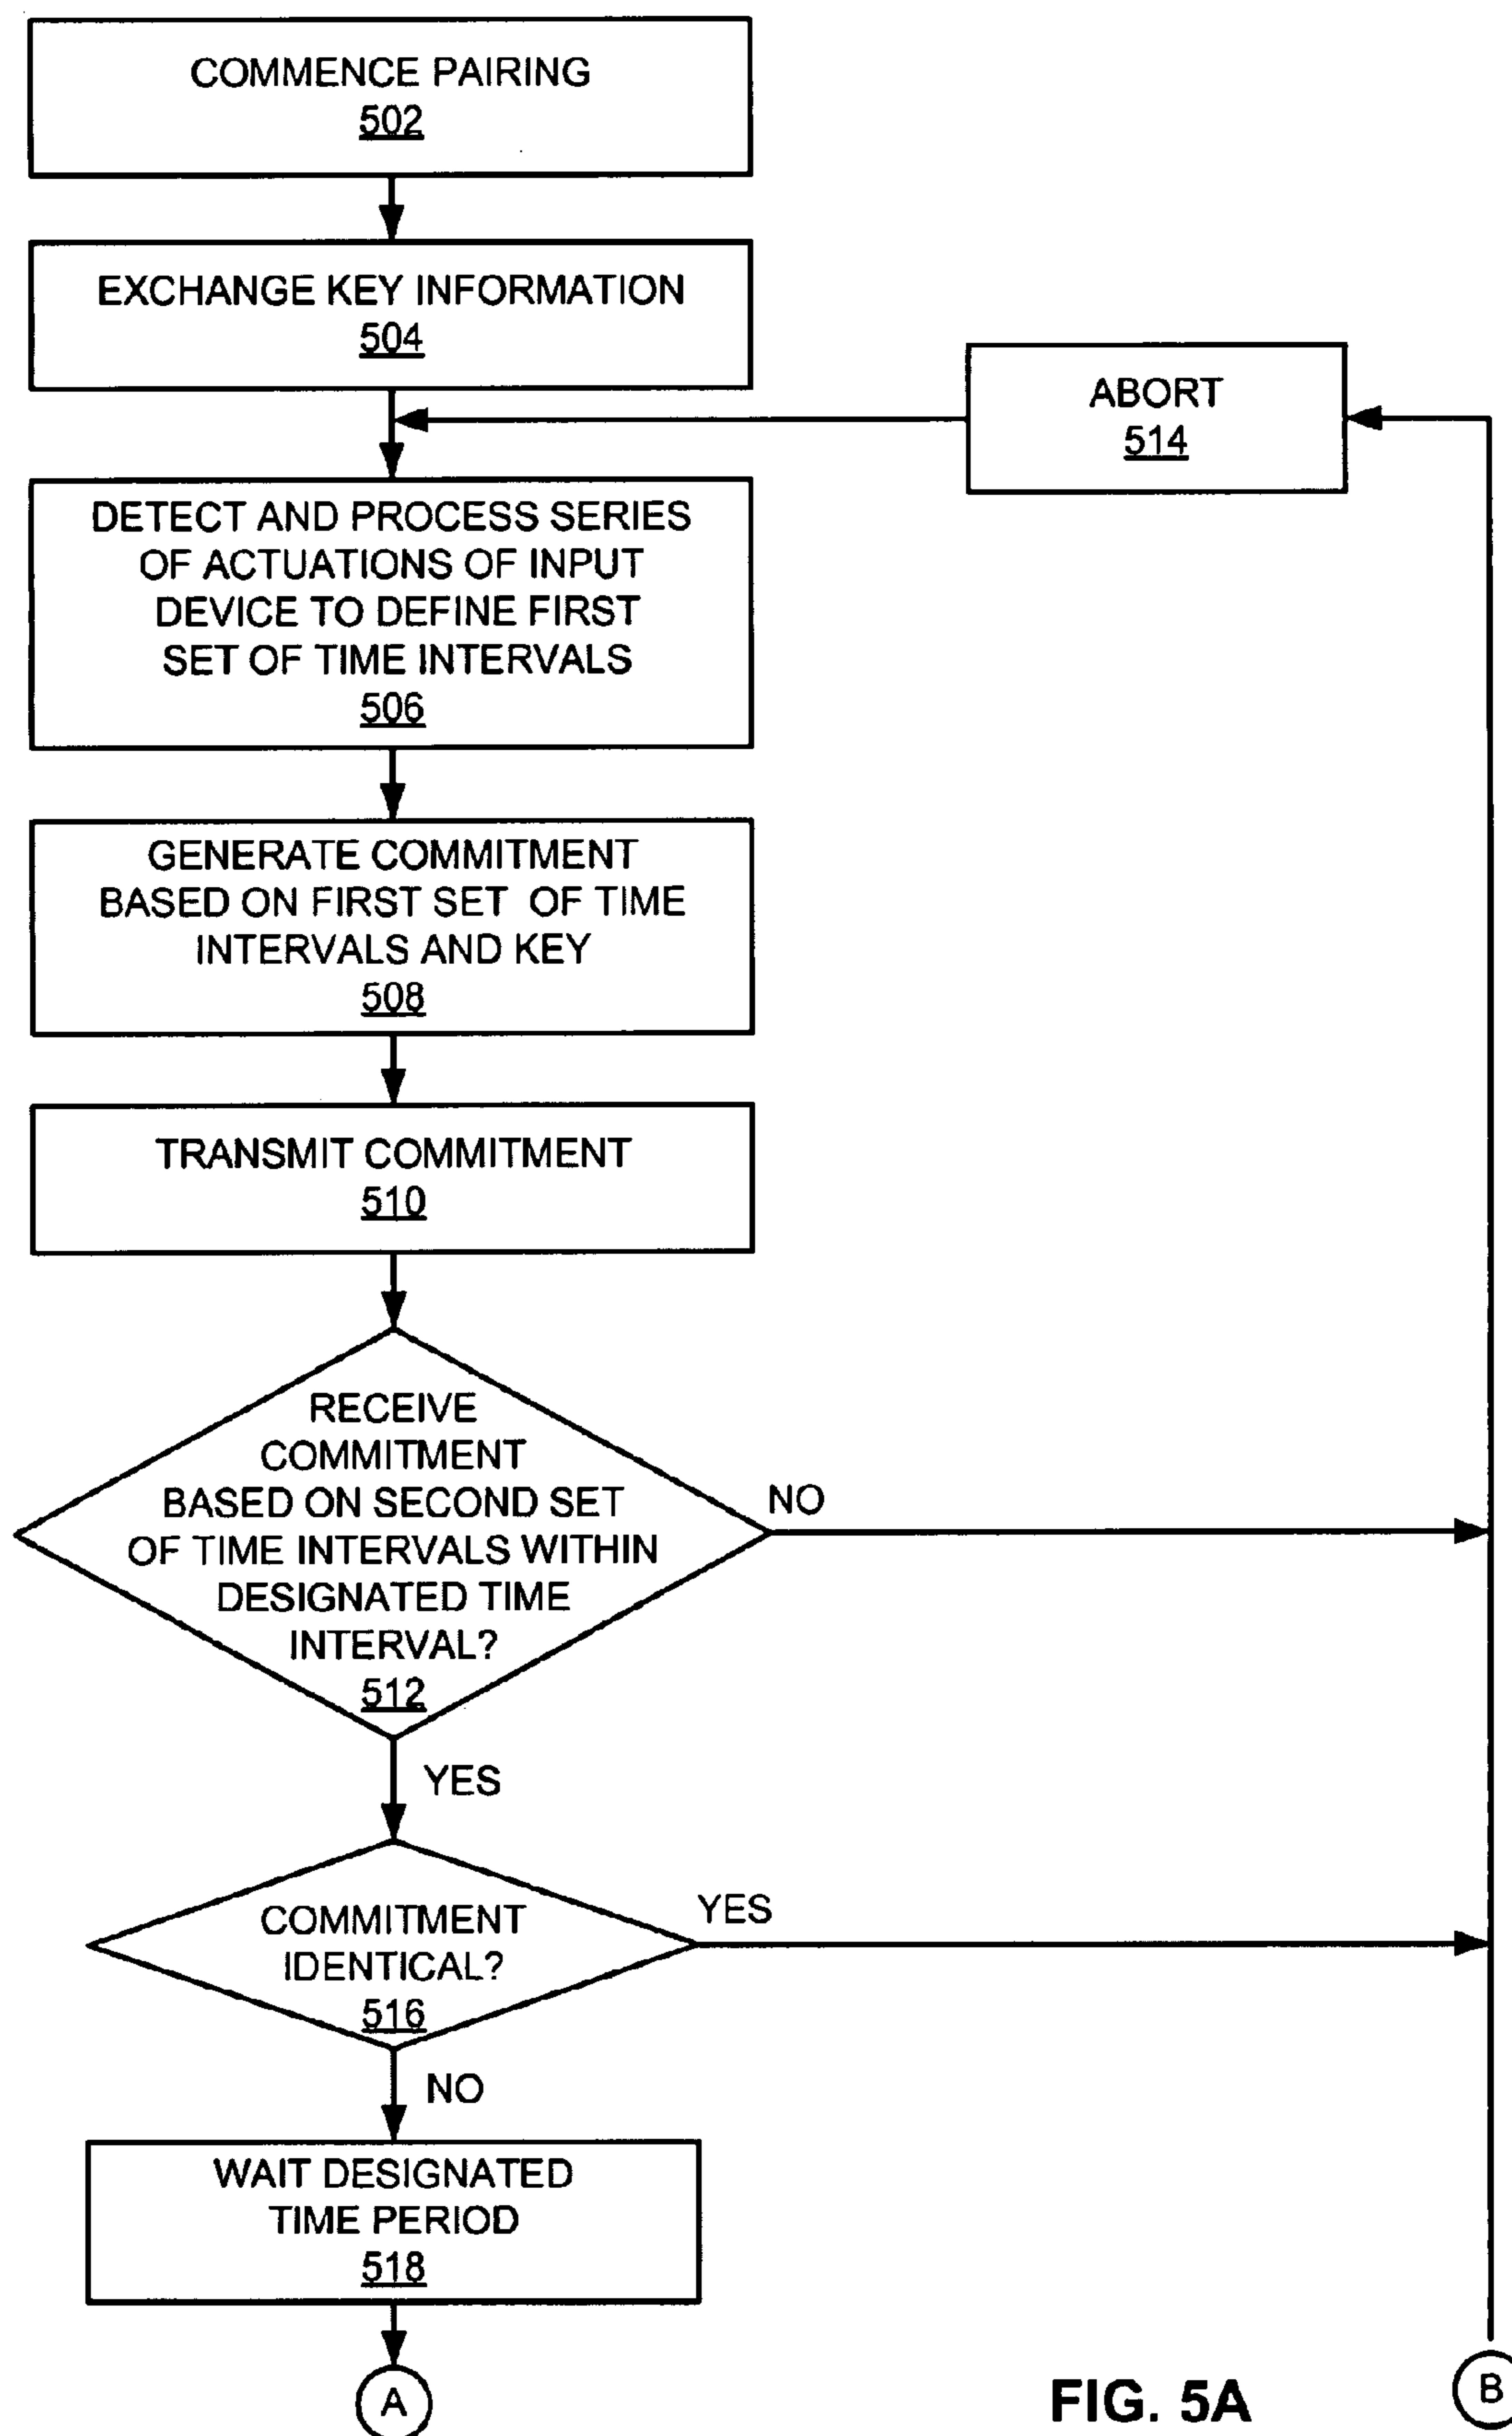 COMMENCE PAIRING
502
EXCHANGE KEY INFORMATION
504
ABORT
514
DETECT AND PROCESS SERIES
OF ACTUATIONS OF INPUT
DEVICE TO DEFINE FIRST
SET OF TIME INTERVALS
506
GENERATE COMMITMENT
BASED ON FIRST SET OF TIME
INTERVALS AND KEY
508
TRANSMIT COMMITMENT
510
RECEIVE
COMMITMENT
BASED ON SECOND SET
OF TIME INTERVALS WITHIN
DESIGNATED TIME
INTERVAL?
512
NO
YES
COMMITMENT
IDENTICAL?
516
YES
NO
WAIT DESIGNATED
TIME PERIOD
518
A
FIG. 5A
B